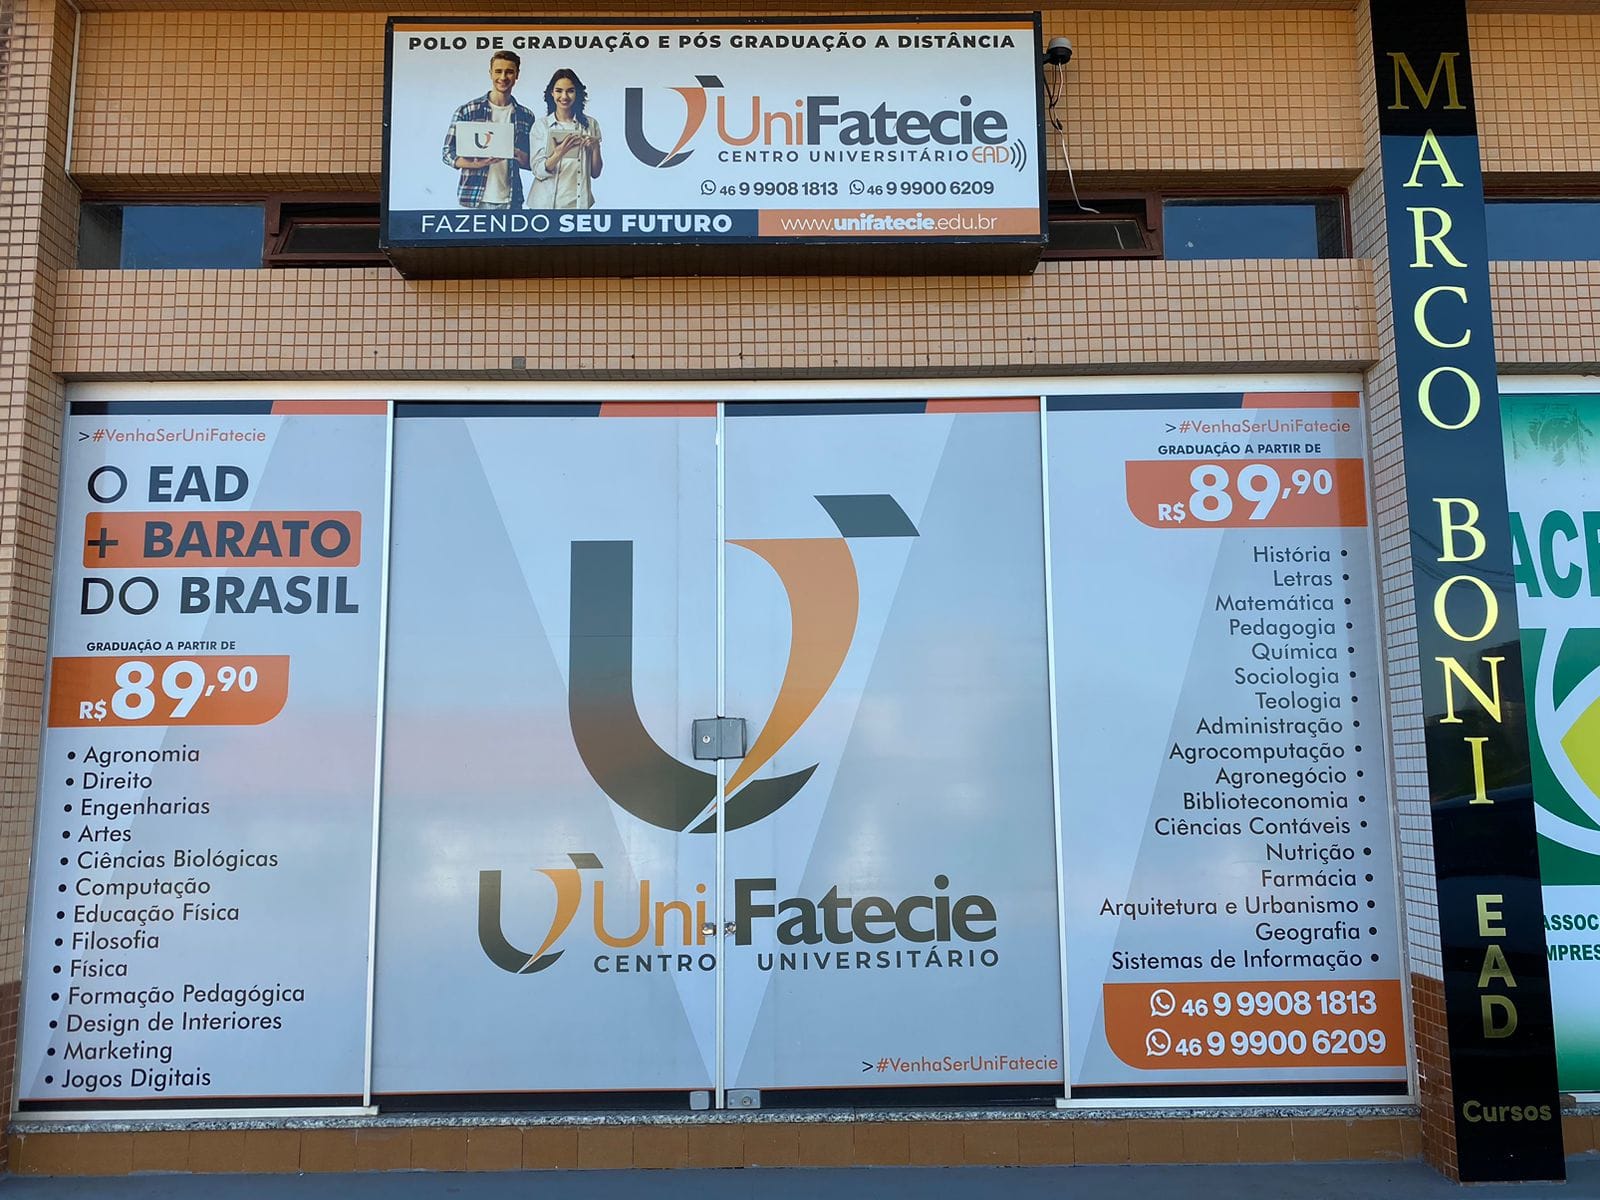 POLO DE GRADUAÇÃO E PÓS GRADUAÇÃO A DISTÂNCIA
UniFatecie
CENTRO UNIVERSITÁRIO EAD
46 9 9908 1813 46 9 9900 6209
FAZENDO SEU FUTURO
www.unifatecie.edu.br
>#VenhaSerUniFatecie
O EAD
+ BARATO
DO BRASIL
GRADUAÇÃO A PARTIR DE
R$89,90
• Agronomia
• Direito
• Engenharias
• Artes
• Ciências Biológicas
• Computação
• Educação Física
• Filosofia
• Física
• Formação Pedagógica
• Design de Interiores
• Marketing
• Jogos Digitais
UniFatecie
CENTRO UNIVERSITÁRIO
>#VenhaSerUniFatecie
>#VenhaSerUniFatecie
GRADUAÇÃO A PARTIR DE
R$89,90
História •
Letras •
Matemática •
Pedagogia •
Química •
Sociologia •
Teologia •
Administração •
Agrocomputação •
Agronegócio •
Biblioteconomia •
Ciências Contáveis •
Nutrição •
Farmácia •
Arquitetura e Urbanismo •
Geografia •
Sistemas de Informação •
46 9 9908 1813
46 9 9900 6209
MARCO BONI
EAD
Cursos